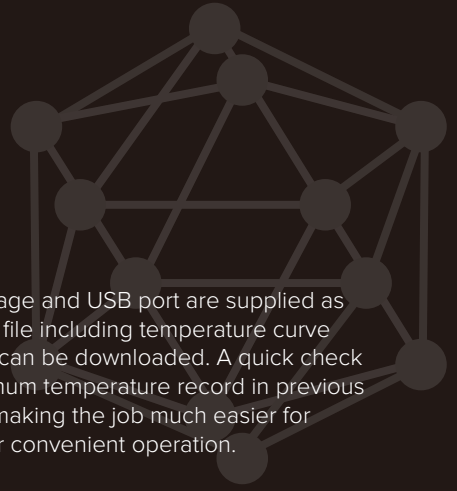 age and USB port are supplied as
file including temperature curve
can be downloaded. A quick check
num temperature record in previous
making the job much easier for
r convenient operation.